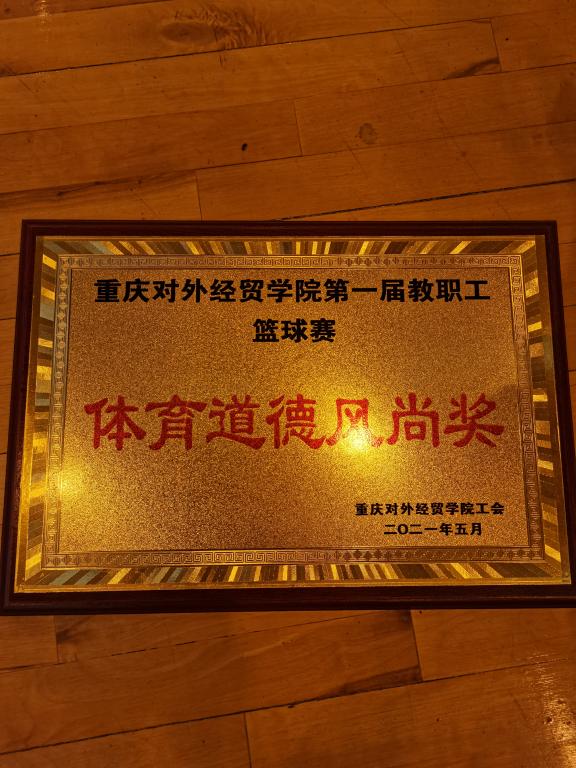 重庆对外经贸学院第一届教职工
篮球赛
体育道德风尚奖
重庆对外经贸学院工会
二〇二一年五月